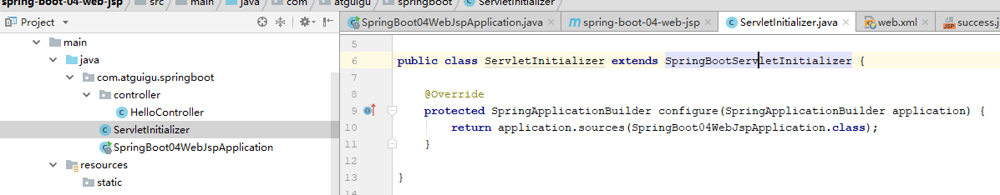 spring-boot-04-web-jsp src main java com atguigu springboot ServletInitializer
Project
SpringBoot04WebJspApplication.java spring-boot-04-web-jsp ServletInitializer.java web.xml success.j
main
java
com.atguigu.springboot
controller
HelloController
ServletInitializer
SpringBoot04WebJspApplication
resources
static
5
6 public class ServletInitializer extends SpringBootServletInitializer {
7
8 @Override
9 protected SpringApplicationBuilder configure(SpringApplicationBuilder application) {
10 return application.sources(SpringBoot04WebJspApplication.class);
11 }
12
13 }